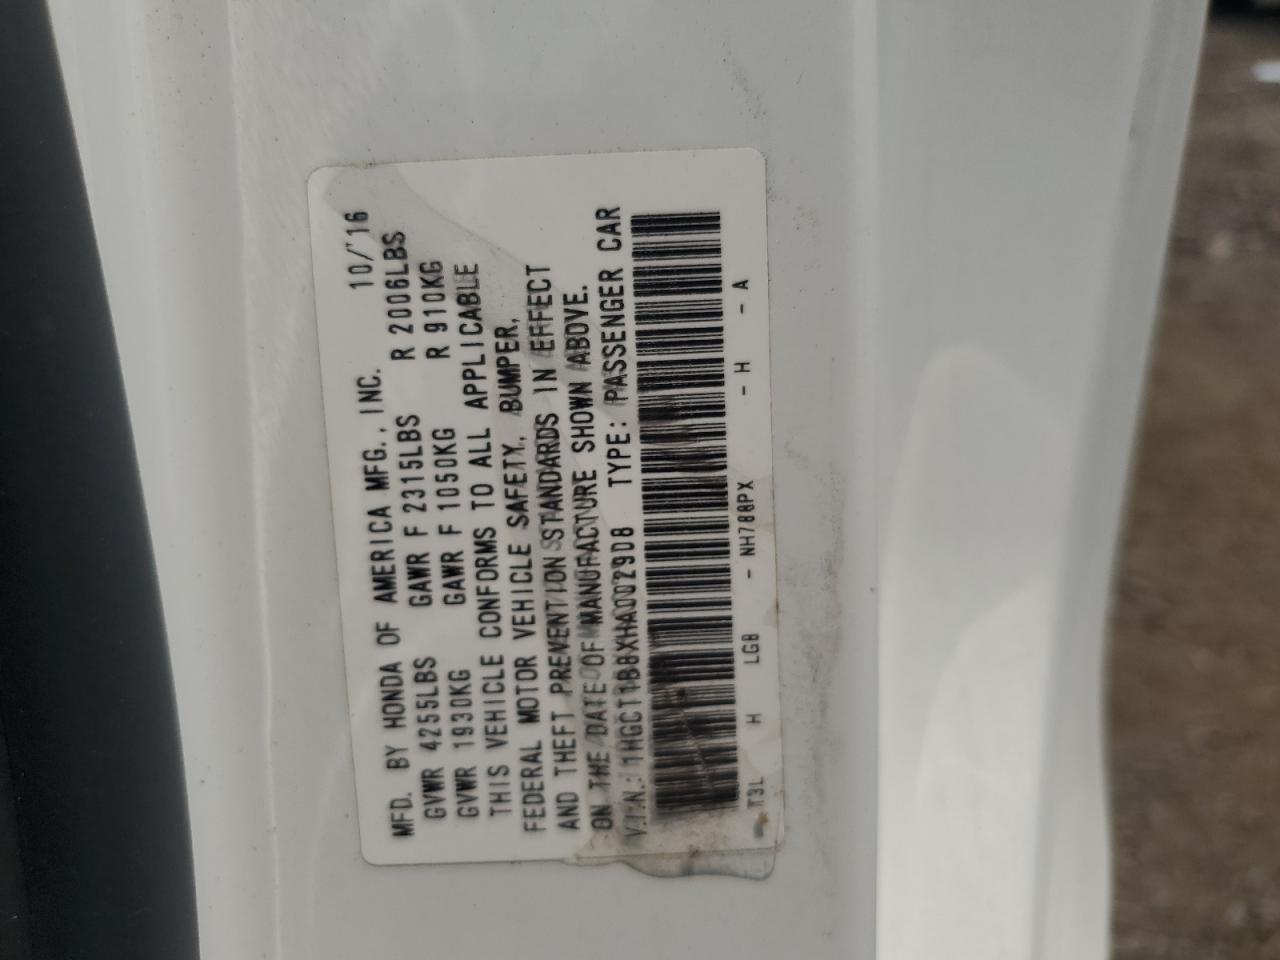 MFD. BY HONDA OF AMERICA MFG., INC. 10/'16
GVWR 4255LBS GAWR F 2315LBS R 2006LBS
GVWR 1930KG GAWR F 1050KG R 910KG
THIS VEHICLE CONFORMS TO ALL APPLICABLE
FEDERAL MOTOR VEHICLE SAFETY, BUMPER,
AND THEFT PREVENTION STANDARDS IN EFFECT
ON THE DATE OF MANUFACTURE SHOWN ABOVE.
V.I.N.: 1HGCT1B8XHA002908 TYPE: PASSENGER CAR
T3L H LGB - NH788PX - H - A